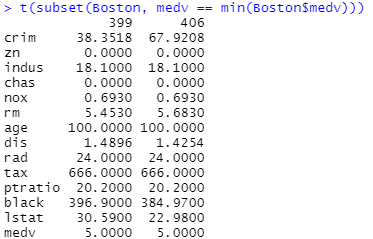 > t(subset(Boston, medv == min(Boston$medv)))
399 406
crim 38.3518 67.9208
zn 0.0000 0.0000
indus 18.1000 18.1000
chas 0.0000 0.0000
nox 0.6930 0.6930
rm 5.4530 5.6830
age 100.0000 100.0000
dis 1.4896 1.4254
rad 24.0000 24.0000
tax 666.0000 666.0000
ptratio 20.2000 20.2000
black 396.9000 384.9700
lstat 30.5900 22.9800
medv 5.0000 5.0000